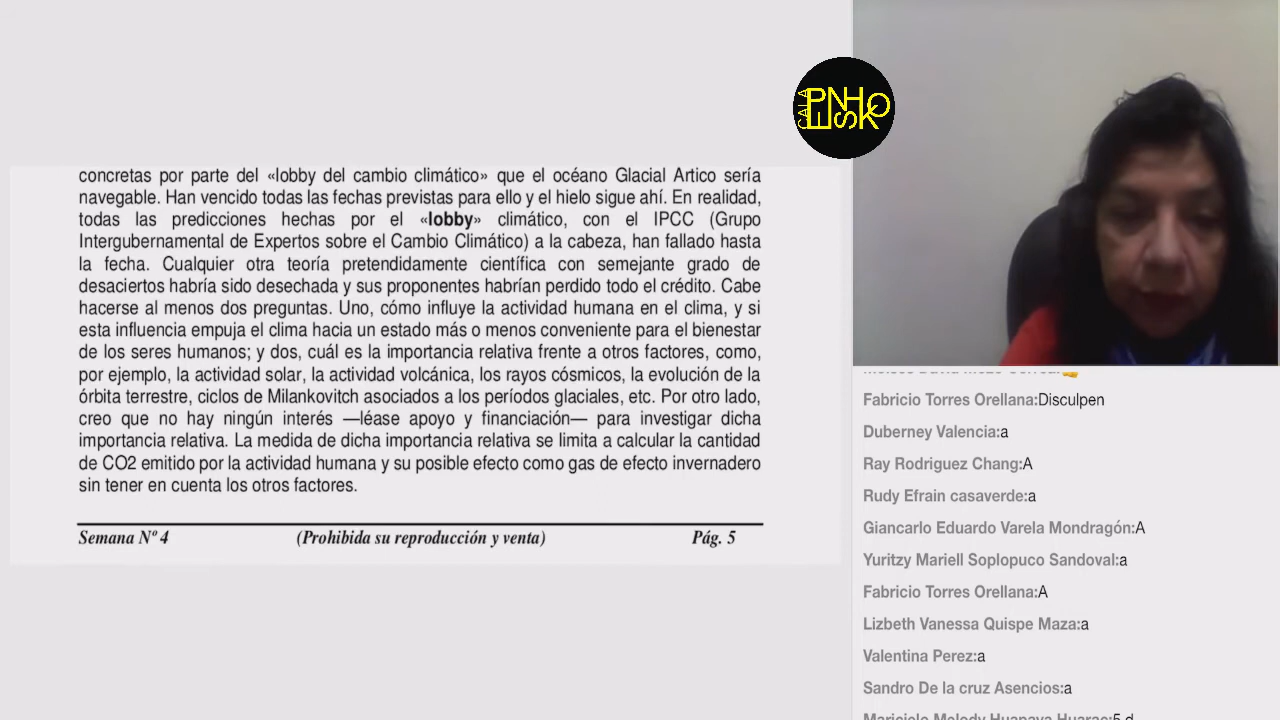 concretas por parte del «lobby del cambio climático» que el océano Glacial Ártico sería
navegable. Han vencido todas las fechas previstas para ello y el hielo sigue ahí. En realidad,
todas las predicciones hechas por el «lobby» climático, con el IPCC (Grupo
Intergubernamental de Expertos sobre el Cambio Climático) a la cabeza, han fallado hasta
la fecha. Cualquier otra teoría pretendidamente científica con semejante grado de
desaciertos habría sido desechada y sus proponentes habrían perdido todo el crédito. Cabe
hacerse al menos dos preguntas. Uno, cómo influye la actividad humana en el clima, y si
esta influencia empuja el clima hacia un estado más o menos conveniente para el bienestar
de los seres humanos; y dos, cuál es la importancia relativa frente a otros factores, como,
por ejemplo, la actividad solar, la actividad volcánica, los rayos cósmicos, la evolución de la
órbita terrestre, ciclos de Milankovitch asociados a los períodos glaciales, etc. Por otro lado,
creo que no hay ningún interés —léase apoyo y financiación— para investigar dicha
importancia relativa. La medida de dicha importancia relativa se limita a calcular la cantidad
de CO2 emitido por la actividad humana y su posible efecto como gas de efecto invernadero
sin tener en cuenta los otros factores.
Semana Nº 4 (Prohibida su reproducción y venta) Pág. 5
CALA
Fabricio Torres Orellana:Disculpen
Duberney Valencia:a
Ray Rodriguez Chang:A
Rudy Efrain casaverde:a
Giancarlo Eduardo Varela Mondragón:A
Yuritzy Mariell Soplopuco Sandoval:a
Fabricio Torres Orellana:A
Lizbeth Vanessa Quispe Maza:a
Valentina Perez:a
Sandro De la cruz Asencios:a